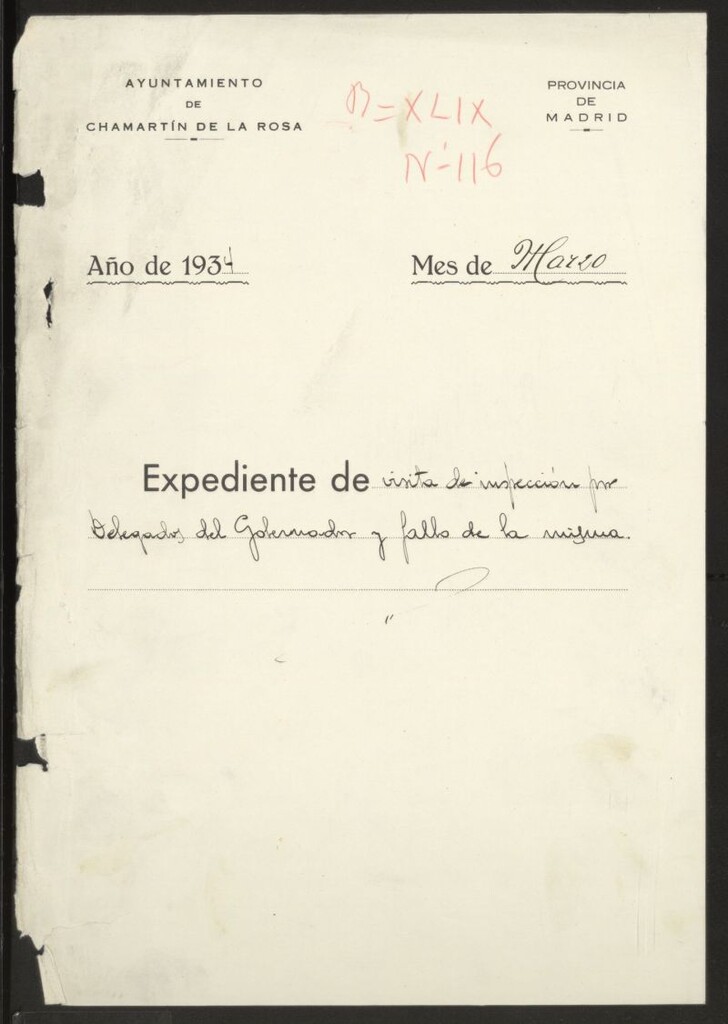 AYUNTAMIENTO
DE
CHAMARTÍN DE LA ROSA
B=XLIX
Nº-116
PROVINCIA
DE
MADRID
Año de 1934
Mes de Marzo
Expediente de visita de inspección por
Delegados del Gobernador y fallo de la misma.